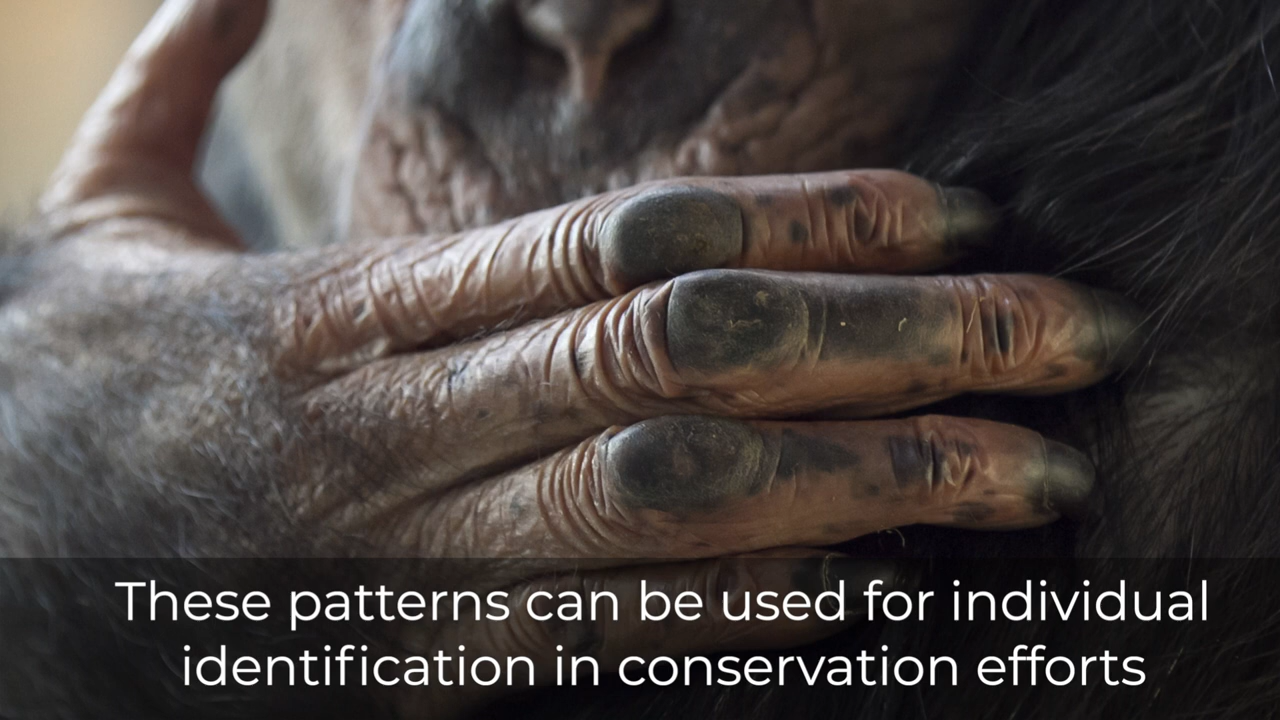 These patterns can be used for individual
identification in conservation efforts